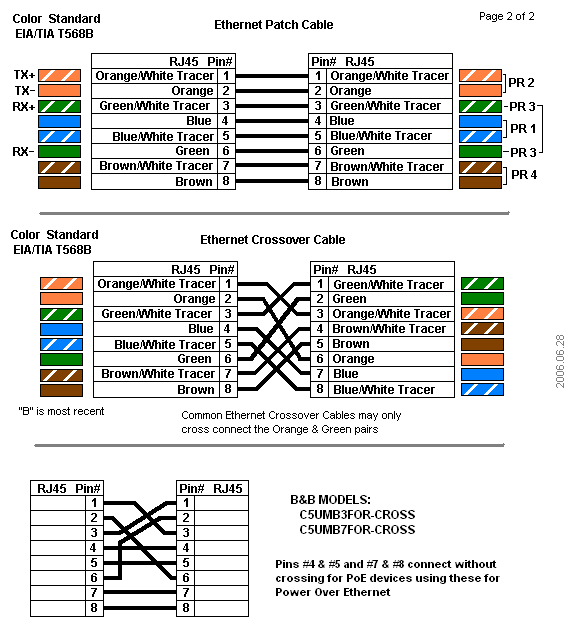 Page 2 of 2
Color Standard
EIA/TIA T568B
Ethernet Patch Cable
RJ45 Pin# Pin# RJ45
TX+ Orange/White Tracer 1 1 Orange/White Tracer
TX- Orange 2 2 Orange PR 2
RX+ Green/White Tracer 3 3 Green/White Tracer PR 3
Blue 4 4 Blue
Blue/White Tracer 5 5 Blue/White Tracer PR 1
RX- Green 6 6 Green PR 3
Brown/White Tracer 7 7 Brown/White Tracer
Brown 8 8 Brown PR 4
Color Standard
EIA/TIA T568B
Ethernet Crossover Cable
RJ45 Pin# Pin# RJ45
Orange/White Tracer 1 1 Green/White Tracer
Orange 2 2 Green
Green/White Tracer 3 3 Orange/White Tracer
Blue 4 4 Brown/White Tracer
Blue/White Tracer 5 5 Brown
Green 6 6 Orange
Brown/White Tracer 7 7 Blue
Brown 8 8 Blue/White Tracer
"B" is most recent
Common Ethernet Crossover Cables may only
cross connect the Orange & Green pairs
2006.06.28
RJ45 Pin# Pin# RJ45
1 1
2 2
3 3
4 4
5 5
6 6
7 7
8 8
B&B MODELS:
C5UMB3FOR-CROSS
C5UMB7FOR-CROSS
Pins #4 & #5 and #7 & #8 connect without
crossing for PoE devices using these for
Power Over Ethernet